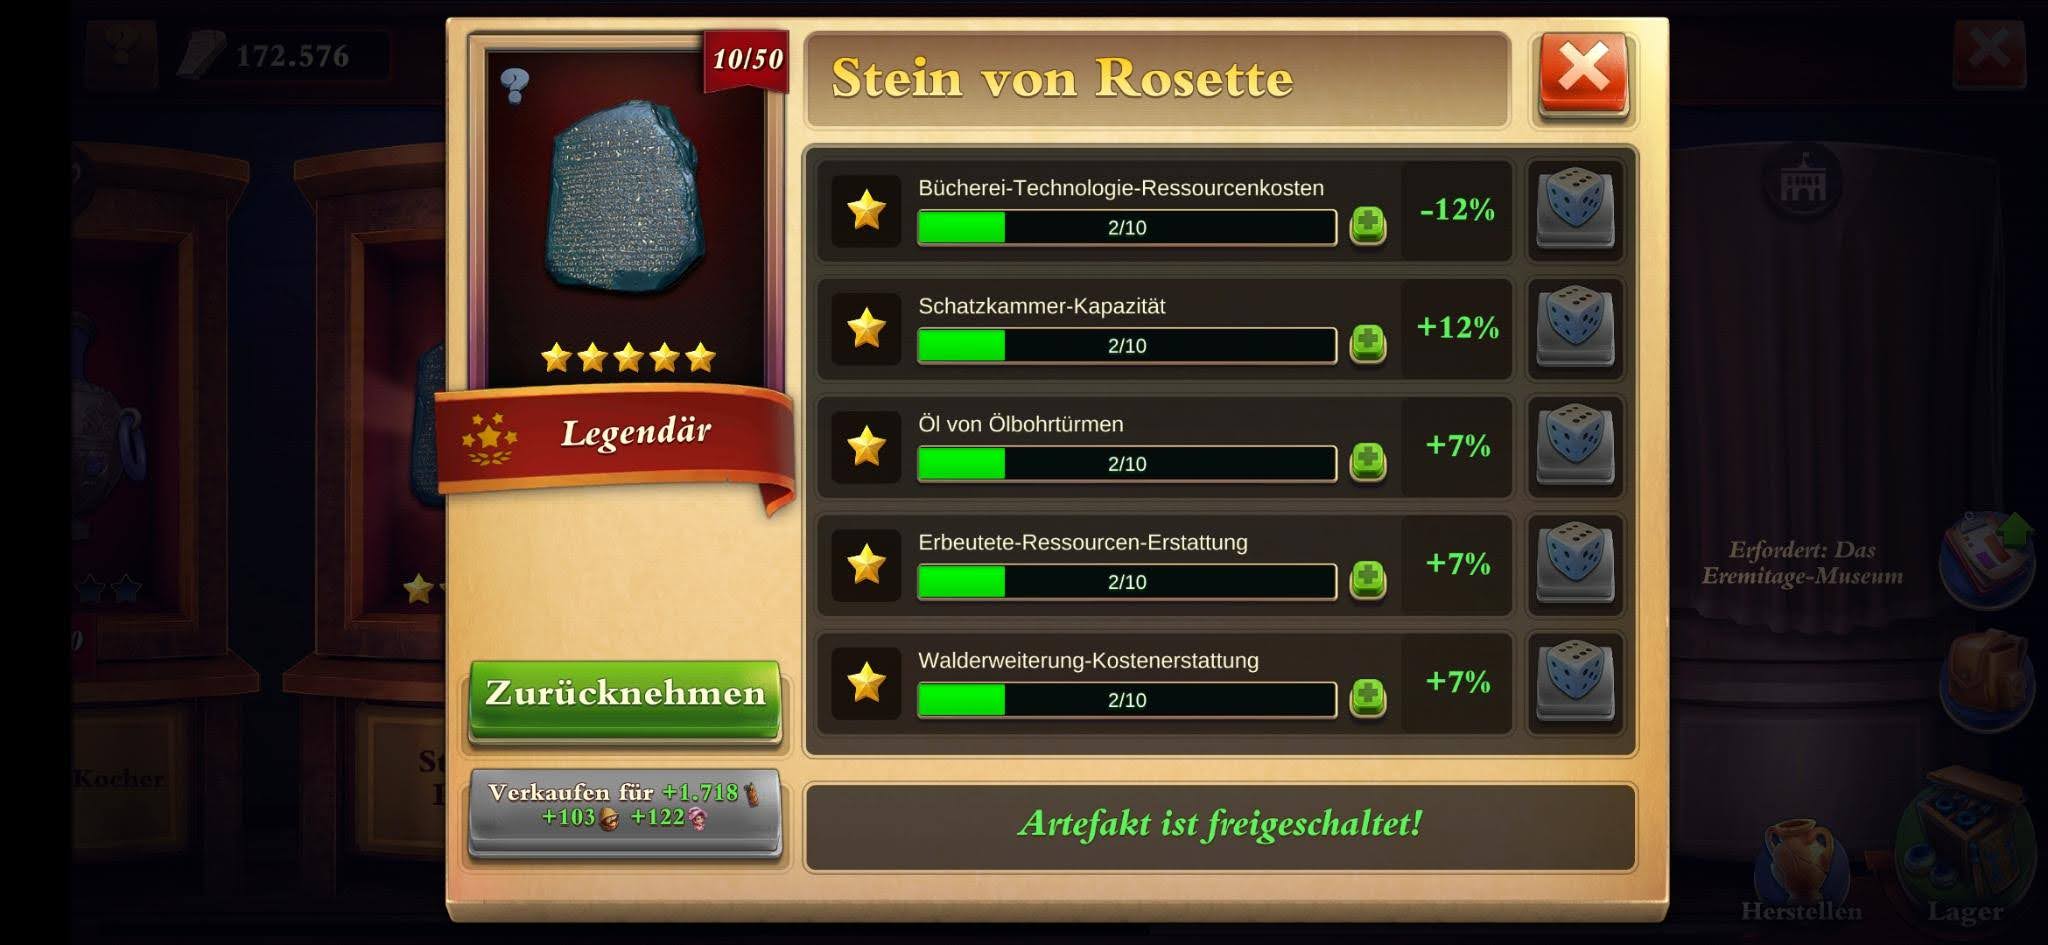 172.576
10/50
Stein von Rosette
Bücherei-Technologie-Ressourcenkosten
2/10
-12%
Schatzkammer-Kapazität
2/10
+12%
Öl von Ölbohrtürmen
2/10
+7%
Erbeutete-Ressourcen-Erstattung
2/10
+7%
Walderweiterung-Kostenerstattung
2/10
+7%
Legendär
Zurücknehmen
Verkaufen für +1.718
+103 +122
Artefakt ist freigeschaltet!
Erfordert: Das
Eremitage-Museum
Kocher
Herstellen
Lager